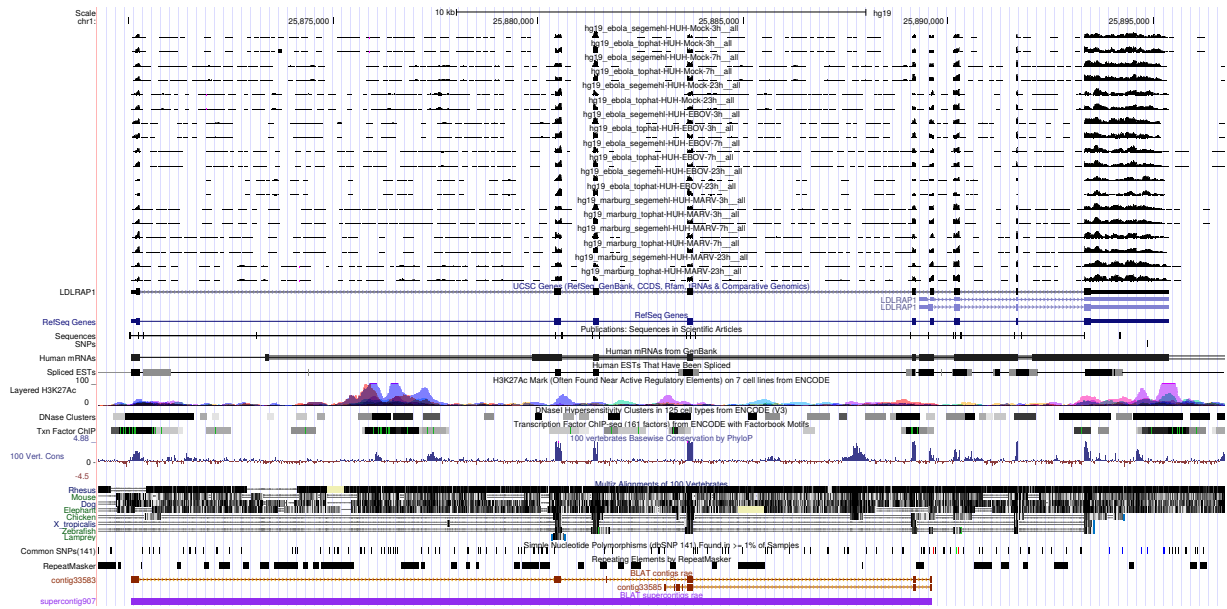 Scale 10 kb hg19
chr1: 25,875,000 25,880,000 25,885,000 25,890,000 25,895,000
hg19_ebola_segemehl-HUH-Mock-3h__all
hg19_ebola_tophat-HUH-Mock-3h__all
hg19_ebola_segemehl-HUH-Mock-7h__all
hg19_ebola_tophat-HUH-Mock-7h__all
hg19_ebola_segemehl-HUH-Mock-23h__all
hg19_ebola_tophat-HUH-Mock-23h__all
hg19_ebola_segemehl-HUH-EBOV-3h__all
hg19_ebola_tophat-HUH-EBOV-3h__all
hg19_ebola_segemehl-HUH-EBOV-7h__all
hg19_ebola_tophat-HUH-EBOV-7h__all
hg19_ebola_segemehl-HUH-EBOV-23h__all
hg19_ebola_tophat-HUH-EBOV-23h__all
hg19_marburg_segemehl-HUH-MARV-3h__all
hg19_marburg_tophat-HUH-MARV-3h__all
hg19_marburg_segemehl-HUH-MARV-7h__all
hg19_marburg_tophat-HUH-MARV-7h__all
hg19_marburg_segemehl-HUH-MARV-23h__all
hg19_marburg_tophat-HUH-MARV-23h__all
UCSC Genes (RefSeq, GenBank, CCDS, Rfam, tRNAs & Comparative Genomics)
LDLRAP1
LDLRAP1
LDLRAP1
RefSeq Genes
RefSeq Genes
Publications: Sequences in Scientific Articles
Sequences
SNPs
Human mRNAs from GenBank
Human mRNAs
Human ESTs That Have Been Spliced
Spliced ESTs
H3K27Ac Mark (Often Found Near Active Regulatory Elements) on 7 cell lines from ENCODE
100
Layered H3K27Ac
0
DNaseI Hypersensitivity Clusters in 125 cell types from ENCODE (V3)
DNase Clusters
Transcription Factor ChIP-seq (161 factors) from ENCODE with Factorbook Motifs
Txn Factor ChIP
100 vertebrates Basewise Conservation by PhyloP
4.88
100 Vert. Cons
0
-4.5
Multiz Alignments of 100 Vertebrates
Rhesus
Mouse
Dog
Elephant
Chicken
X_tropicalis
Zebrafish
Lamprey
Simple Nucleotide Polymorphisms (dbSNP 141) Found in >= 1% of Samples
Common SNPs(141)
Repeating Elements by RepeatMasker
RepeatMasker
BLAT contigs rae
contig33583
contig33585
BLAT supercontigs rae
supercontig907